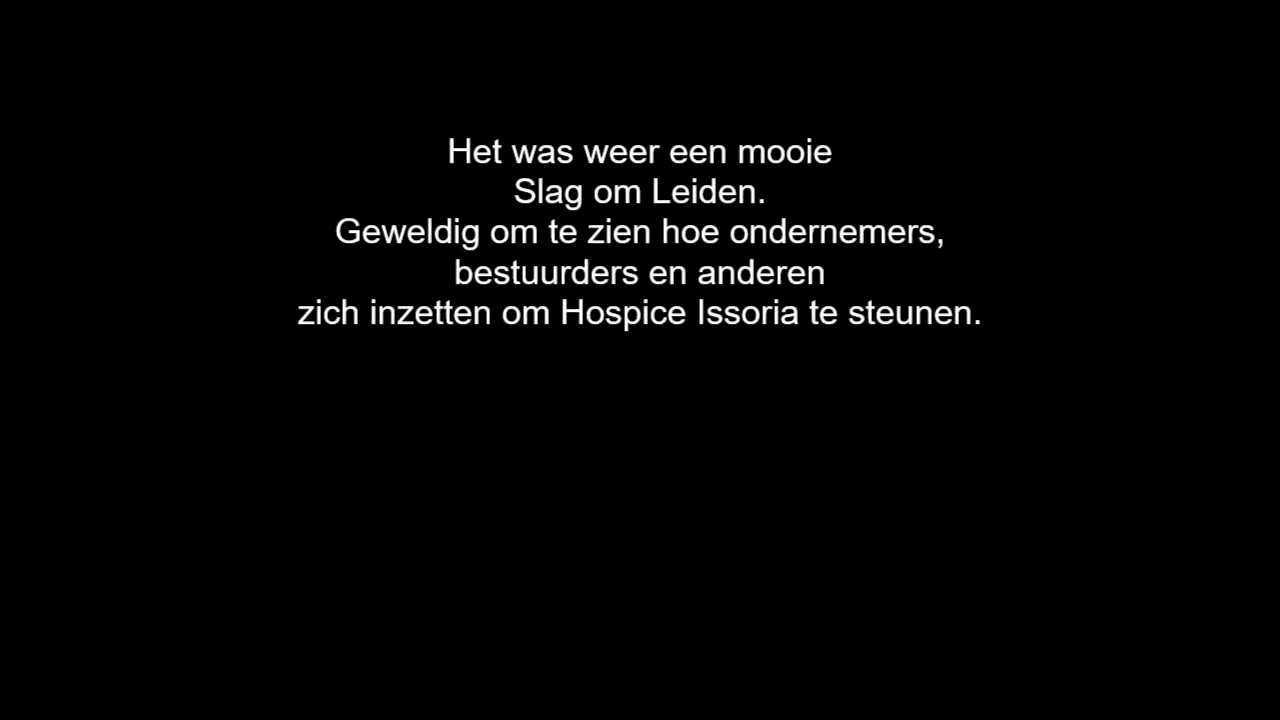 Het was weer een mooie
Slag om Leiden.
Geweldig om te zien hoe ondernemers,
bestuurders en anderen
zich inzetten om Hospice Issoria te steunen.